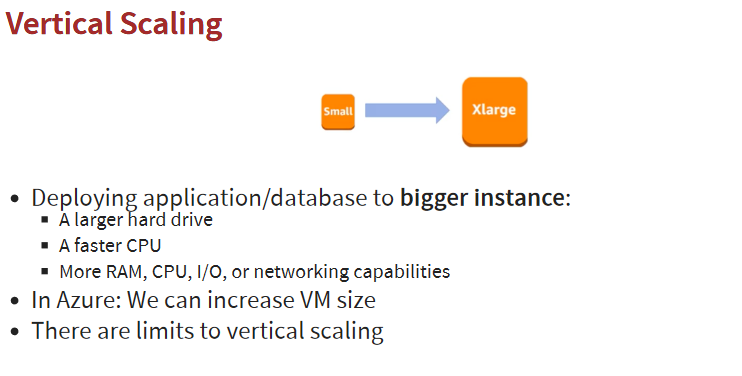 Vertical Scaling
Small
Xlarge
• Deploying application/database to bigger instance:
▪ A larger hard drive
▪ A faster CPU
▪ More RAM, CPU, I/O, or networking capabilities
• In Azure: We can increase VM size
• There are limits to vertical scaling